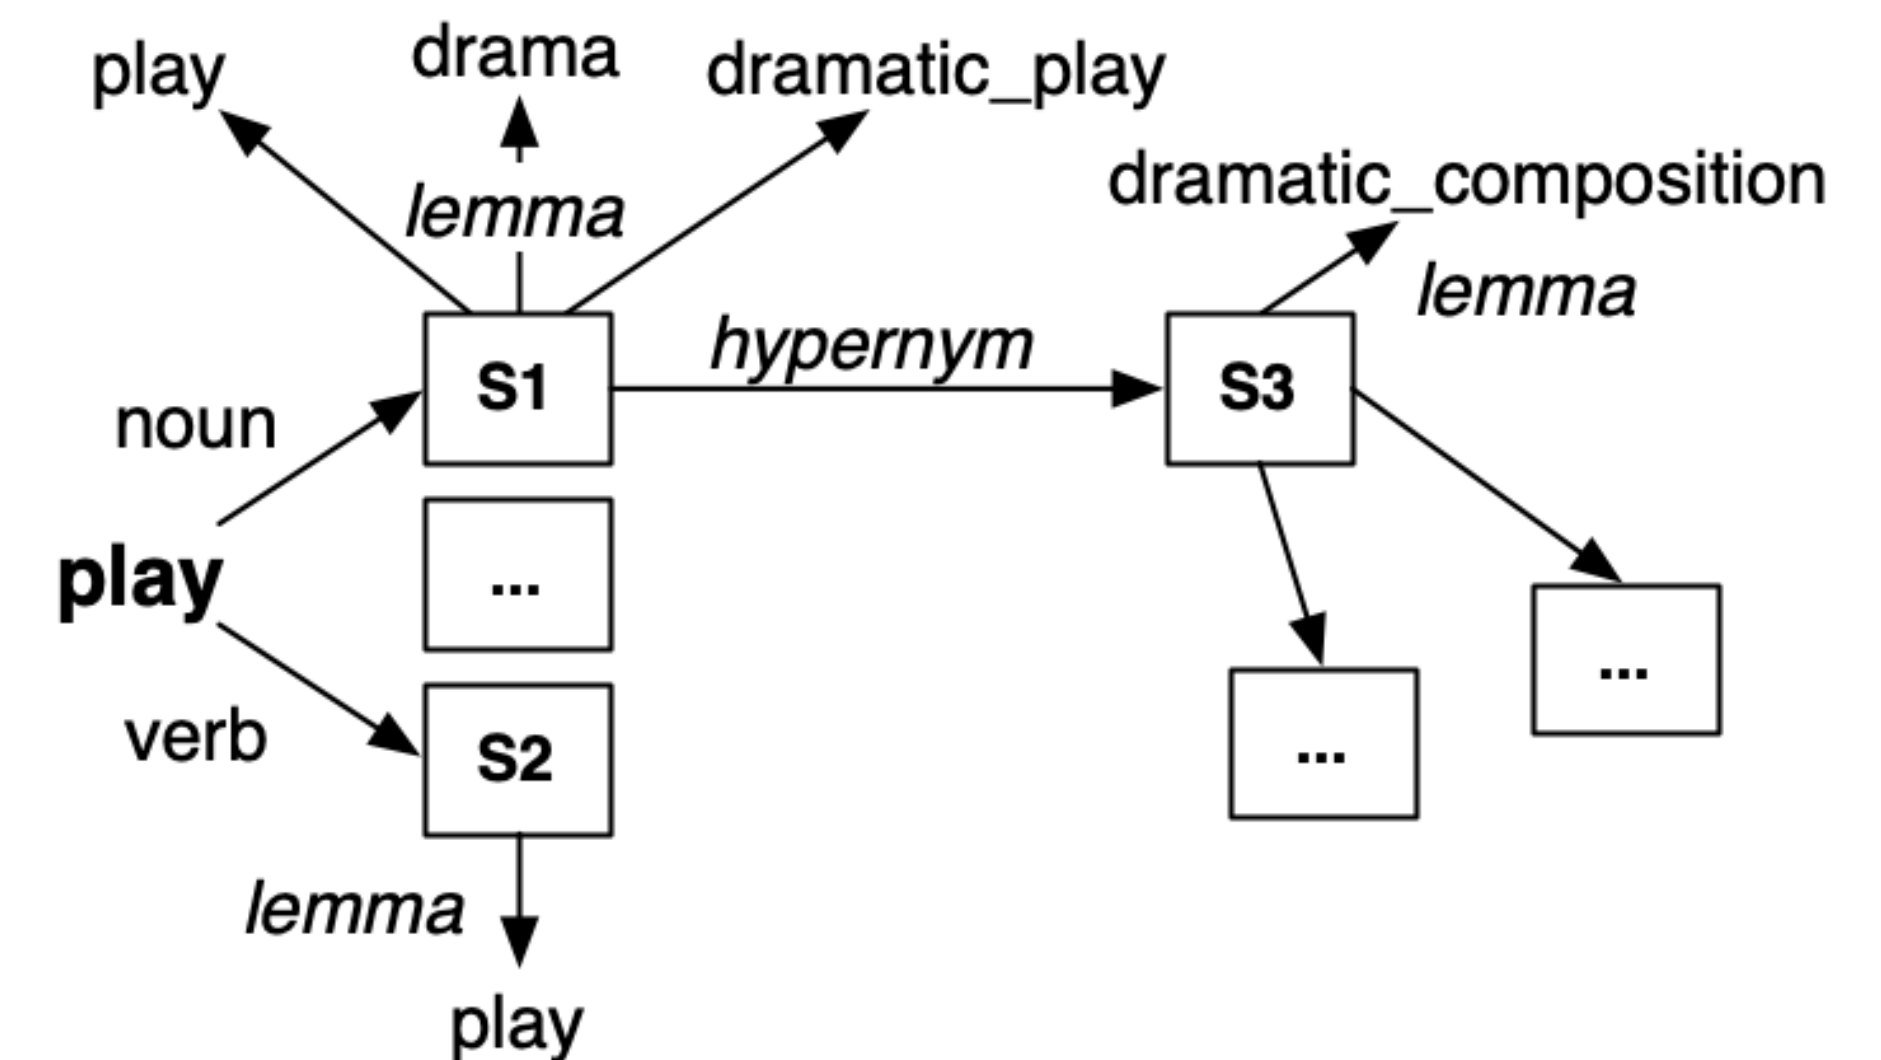 play
drama
dramatic_play
lemma
dramatic_composition
lemma
hypernym
S1
S3
noun
play
...
...
verb
S2
...
lemma
play